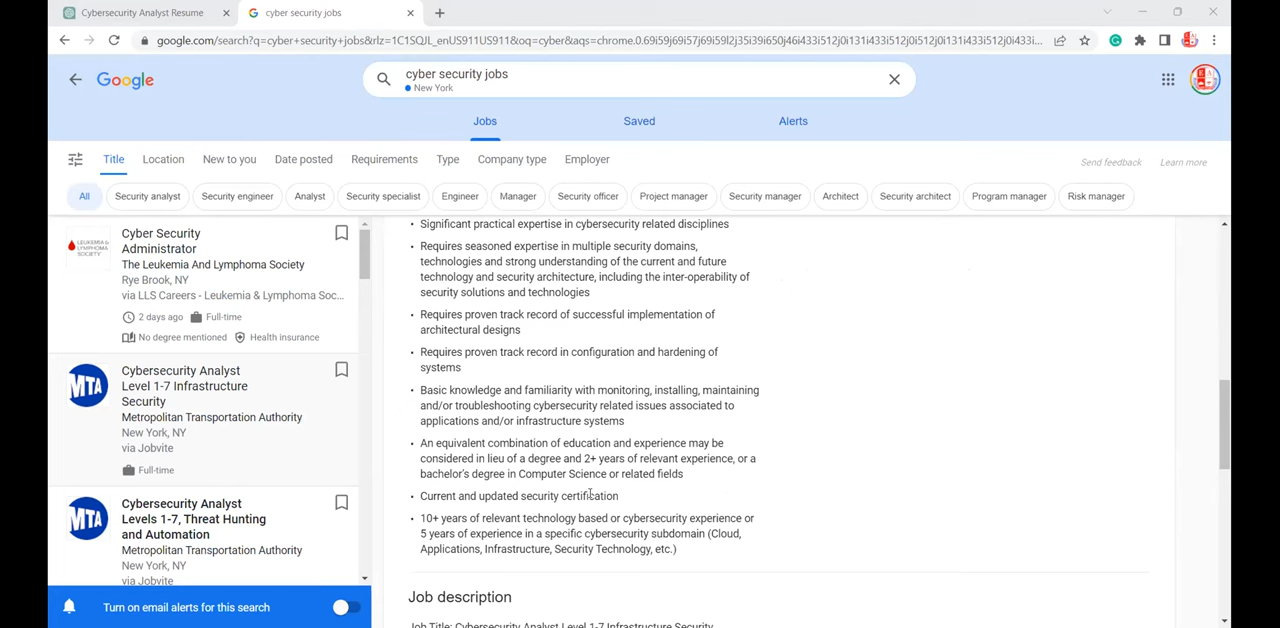 Cybersecurity Analyst Resume
cyber security jobs
google.com/search?q=cyber+security+jobs&rlz=1C1SQJL_enUS911US911&oq=cyber&aqs=chrome.0.69i59j69i57j69i59l2j35i39i650j46i433i512j0i131i433i512j0i512j0i131i433i512j0i433i...
Google
cyber security jobs
New York
Jobs
Saved
Alerts
Title
Location
New to you
Date posted
Requirements
Type
Company type
Employer
Send feedback
Learn more
All
Security analyst
Security engineer
Analyst
Security specialist
Engineer
Manager
Security officer
Project manager
Security manager
Architect
Security architect
Program manager
Risk manager
LEUKEMIA &
LYMPHOMA
SOCIETY
Cyber Security
Administrator
The Leukemia And Lymphoma Society
Rye Brook, NY
via LLS Careers - Leukemia & Lymphoma Soc...
2 days ago
Full-time
No degree mentioned
Health insurance
MTA
Cybersecurity Analyst
Level 1-7 Infrastructure
Security
Metropolitan Transportation Authority
New York, NY
via Jobvite
Full-time
MTA
Cybersecurity Analyst
Levels 1-7, Threat Hunting
and Automation
Metropolitan Transportation Authority
New York, NY
via Jobvite
Turn on email alerts for this search
• Significant practical expertise in cybersecurity related disciplines
• Requires seasoned expertise in multiple security domains,
technologies and strong understanding of the current and future
technology and security architecture, including the inter-operability of
security solutions and technologies
• Requires proven track record of successful implementation of
architectural designs
• Requires proven track record in configuration and hardening of
systems
• Basic knowledge and familiarity with monitoring, installing, maintaining
and/or troubleshooting cybersecurity related issues associated to
applications and/or infrastructure systems
• An equivalent combination of education and experience may be
considered in lieu of a degree and 2+ years of relevant experience, or a
bachelor's degree in Computer Science or related fields
• Current and updated security certification
• 10+ years of relevant technology based or cybersecurity experience or
5 years of experience in a specific cybersecurity subdomain (Cloud,
Applications, Infrastructure, Security Technology, etc.)
Job description
Job Title: Cybersecurity Analyst Level 1-7 Infrastructure Security